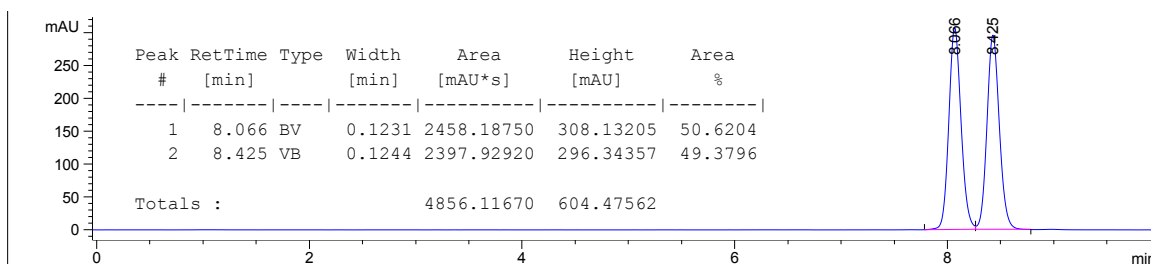 mAU
8.066
8.425
Peak RetTime Type Width Area Height Area
# [min] [min] [mAU*s] [mAU] %
----|-------|----|-------|----------|----------|--------|
1 8.066 BV 0.1231 2458.18750 308.13205 50.6204
2 8.425 VB 0.1244 2397.92920 296.34357 49.3796
Totals : 4856.11670 604.47562
250
200
150
100
50
0
0 2 4 6 8 min